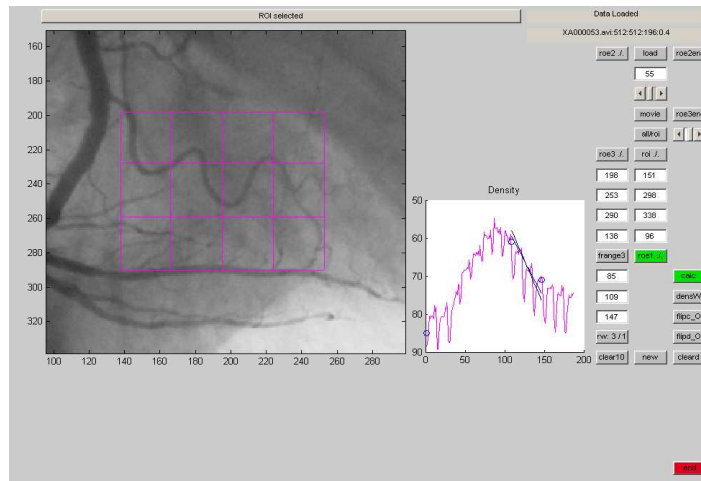 ROI selected
Data Loaded
XA000053.avi:512:512:196:0.4
roe2 ./. load roe2en
55
movie roe3en
all/roi
roe3 ./. roi ./.
198 151
253 298
290 338
138 96
frange3 roe1 ./.
85 calc
109 densW
147 flipc_O
rw: 3 / 1 flipd_O
clear10 new cleard
end
160
200
220
240
260
280
300
320
100 120 140 160 180 200 220 240 260 280
Density
50
60
70
80
90
0 50 100 150 200